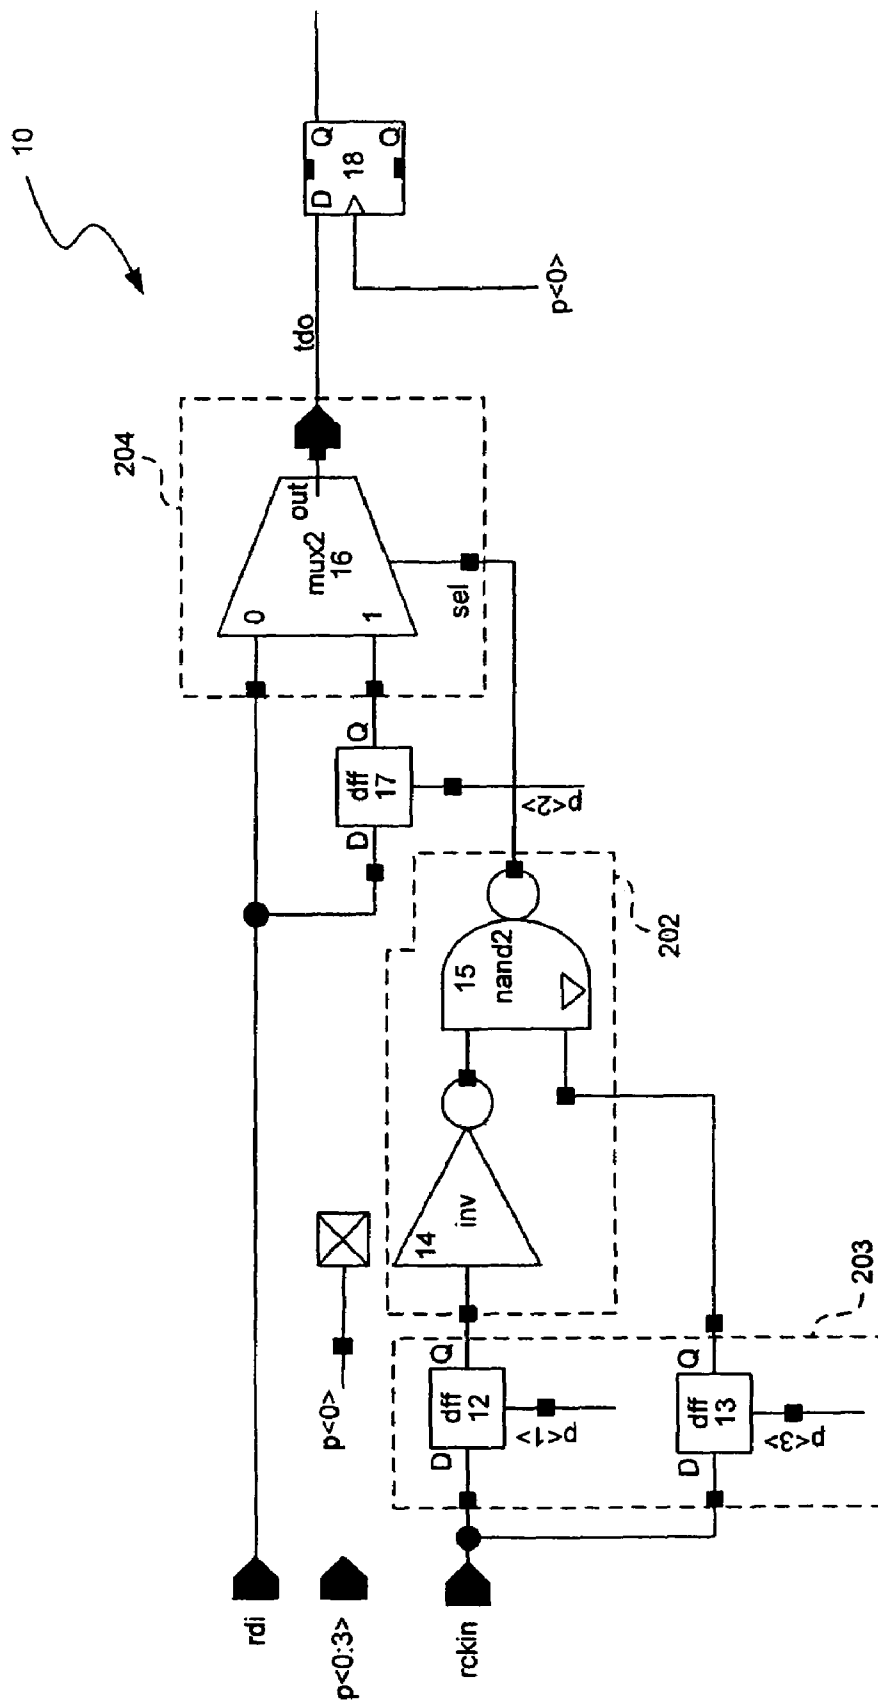 10
204
rdi
p<0:3>
rckin
p<0>
D
dff
12
Q
p<1>
D
dff
13
Q
p<3>
203
14
inv
15
nand2
202
D
dff
17
Q
p<2>
0
1
mux2
16
out
sel
tdo
D
Q
18
Q
p<0>